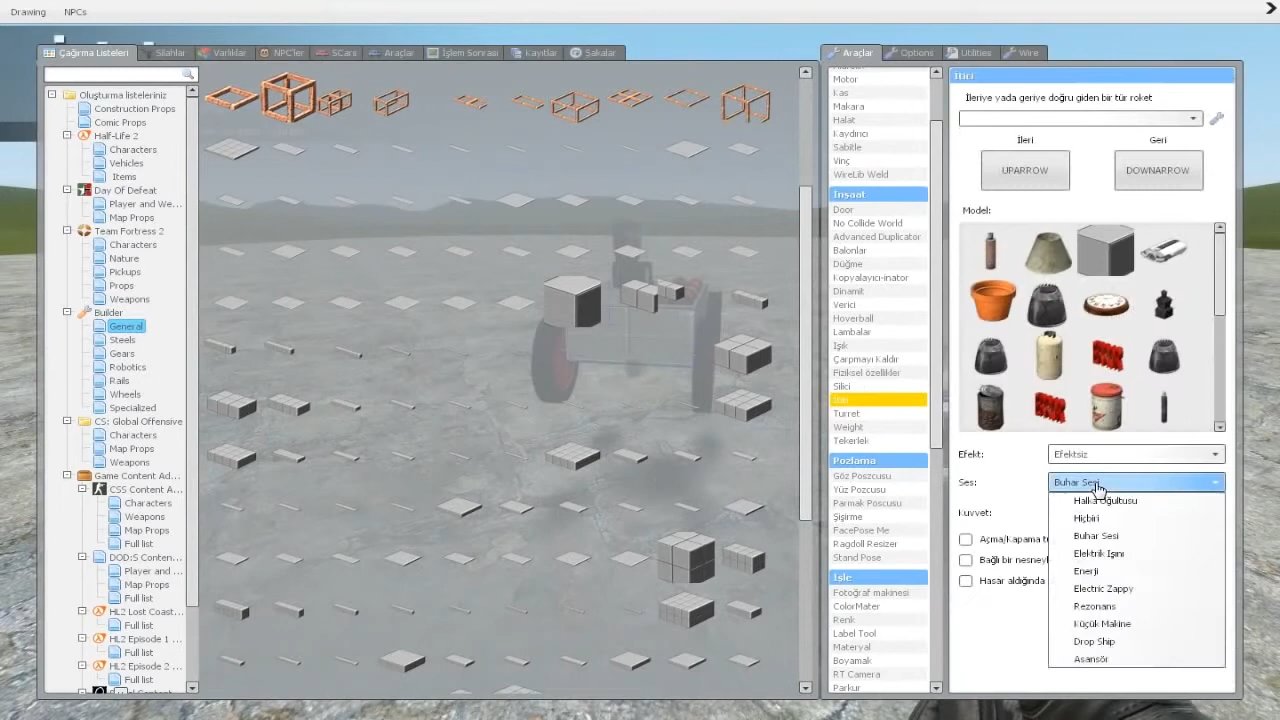 Drawing NPCs
Çağırma Listeleri Silahlar Varlıklar NPC'ler SCars Araçlar İşlem Sonrası Kayıtlar Şakalar
Oluşturma listeleriniz
Construction Props
Comic Props
Half-Life 2
Characters
Vehicles
Items
Day Of Defeat
Player and We...
Map Props
Team Fortress 2
Characters
Nature
Pickups
Props
Weapons
Builder
General
Steels
Gears
Robotics
Rails
Wheels
Specialized
CS: Global Offensive
Characters
Map Props
Weapons
Game Content Ad...
CSS Content A...
Characters
Weapons
Map Props
Full list
DOD:S Conten...
Player and ...
Map Props
Full list
HL2 Lost Coast...
Full list
HL2 Episode 1 ...
Full list
HL2 Episode 2 ...
Full list
Araçlar Options Utilities Wire
Motor
Kas
Makara
Halat
Kaydırıcı
Sabitle
Vinç
WireLib Weld
İnşaat
Door
No Collide World
Advanced Duplicator
Balonlar
Düğme
Kopyalayıcı-inator
Dinamit
Verici
Hoverball
Lambalar
Işık
Çarpmayı Kaldır
Fiziksel özellikler
Silici
İtici
Turret
Weight
Tekerlek
Pozlama
Göz Pozscusu
Yüz Pozcusu
Şişirme
FacePose Me
Ragdoll Resizer
Stand Pose
İşle
Fotoğraf makinesi
ColorMater
Renk
Label Tool
Materyal
Boyamak
RT Camera
Parkur
İtici
İleriye yada geriye doğru giden bir tür roket
İleri Geri
UPARROW DOWNARROW
Model:
Efekt: Efektsiz
Ses: Buhar Sesi
Kuvvet:
Açma/Kapama
Bağlı bir nesneyl
Hasar aldığında
Hiçbiri
Buhar Sesi
Elektrik Işını
Enerji
Electric Zappy
Rezonans
Küçük Makine
Drop Ship
Asansör